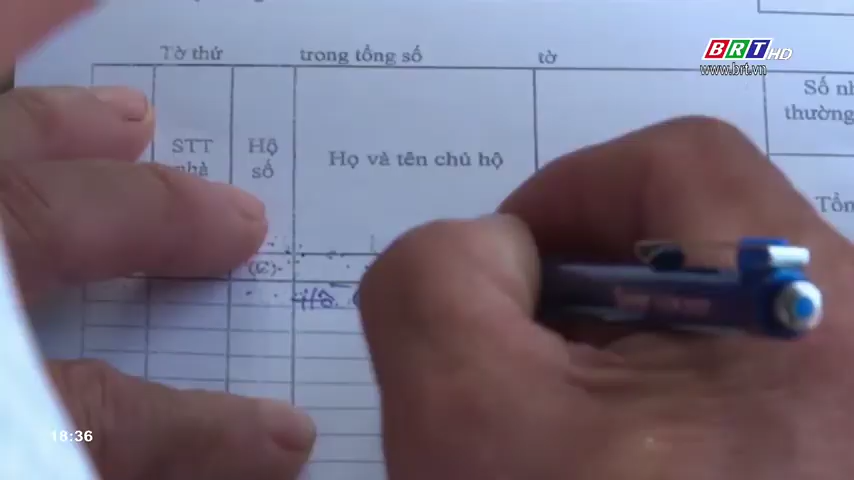 BRT HD
www.brt.vn
Tờ thứ trong tổng số tờ
Số
thường
STT
nhà
Hộ
số
Họ và tên chủ hộ
18:36